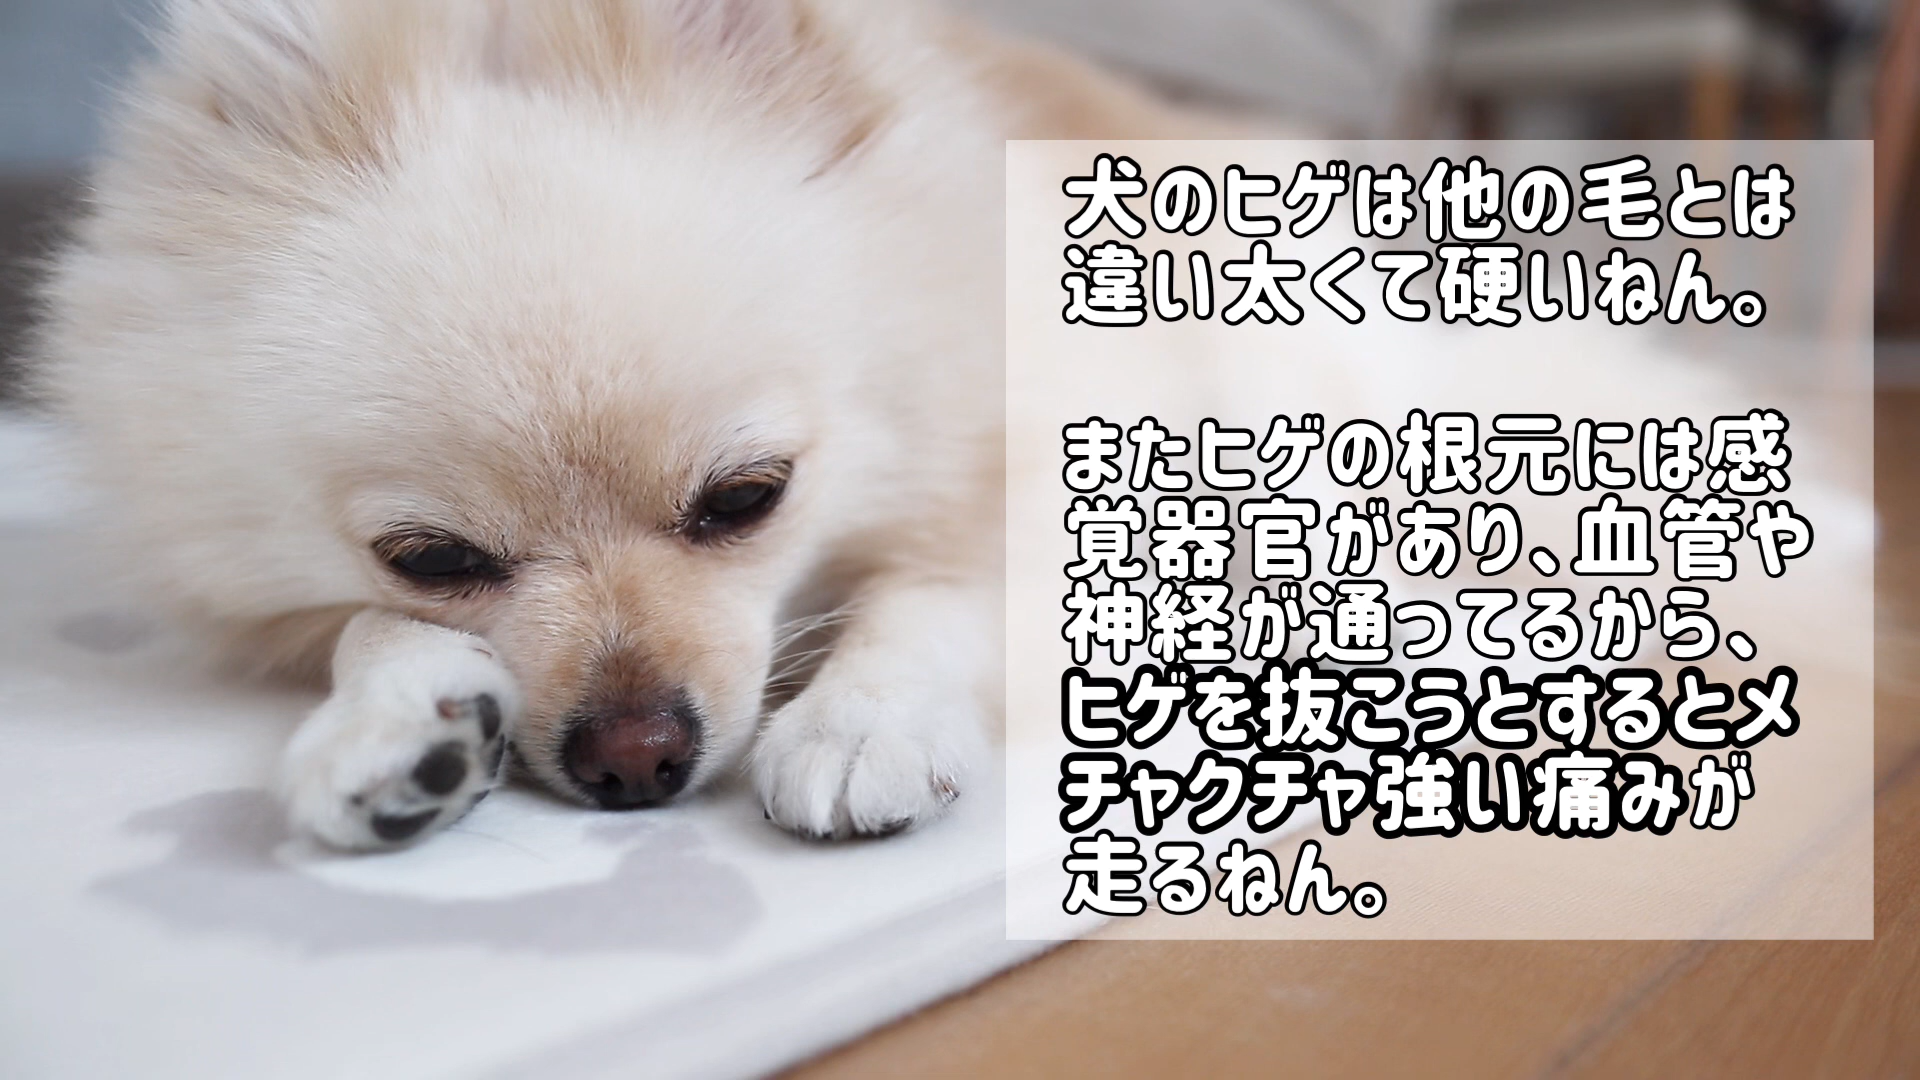 犬のヒゲは他の毛とは
違い太くて硬いねん。
またヒゲの根元には感
覚器官があり、血管や
神経が通ってるから、
ヒゲを抜こうとするとメ
チャクチャ強い痛みが
走るねん。